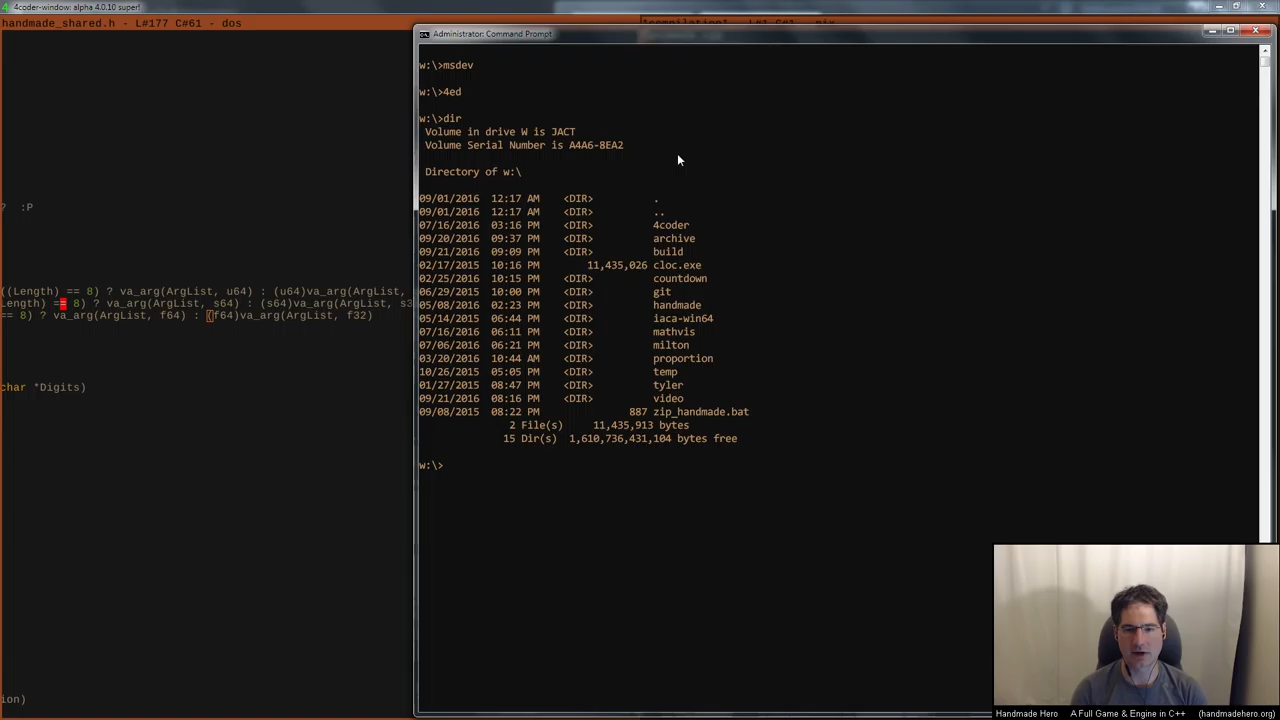 4coder-window: alpha 4.0.10 super!
handmade_shared.h - L#177 C#61 - dos
?  :P
((Length) == 8) ? va_arg(ArgList, u64) : (u64)va_arg(ArgList,
Length) == 8) ? va_arg(ArgList, s64) : (s64)va_arg(ArgList, s3
== 8) ? va_arg(ArgList, f64) : (f64)va_arg(ArgList, f32)
char *Digits)
ion)
Administrator: Command Prompt
w:\>msdev
w:\>4ed
w:\>dir
Volume in drive W is JACT
Volume Serial Number is A4A6-8EA2
Directory of w:\
09/01/2016  12:17 AM    <DIR>          .
09/01/2016  12:17 AM    <DIR>          ..
07/16/2016  03:16 PM    <DIR>          4coder
09/20/2016  09:37 PM    <DIR>          archive
09/21/2016  09:09 PM    <DIR>          build
02/17/2015  10:16 PM        11,435,026 cloc.exe
02/25/2015  10:15 PM    <DIR>          countdown
06/29/2015  10:00 PM    <DIR>          git
05/08/2016  02:23 PM    <DIR>          handmade
05/14/2016  06:44 PM    <DIR>          iaca-win64
07/16/2016  06:11 PM    <DIR>          mathvis
07/06/2016  06:21 PM    <DIR>          milton
03/20/2016  10:44 AM    <DIR>          proportion
10/26/2015  05:05 PM    <DIR>          temp
01/27/2015  08:47 PM    <DIR>          tyler
09/21/2016  08:16 PM    <DIR>          video
09/08/2015  08:22 PM               887 zip_handmade.bat
2 File(s)     11,435,913 bytes
15 Dir(s)  1,610,736,431,104 bytes free
w:\>
Handmade Hero    A Full Game & Engine in C++    (handmadehero.org)